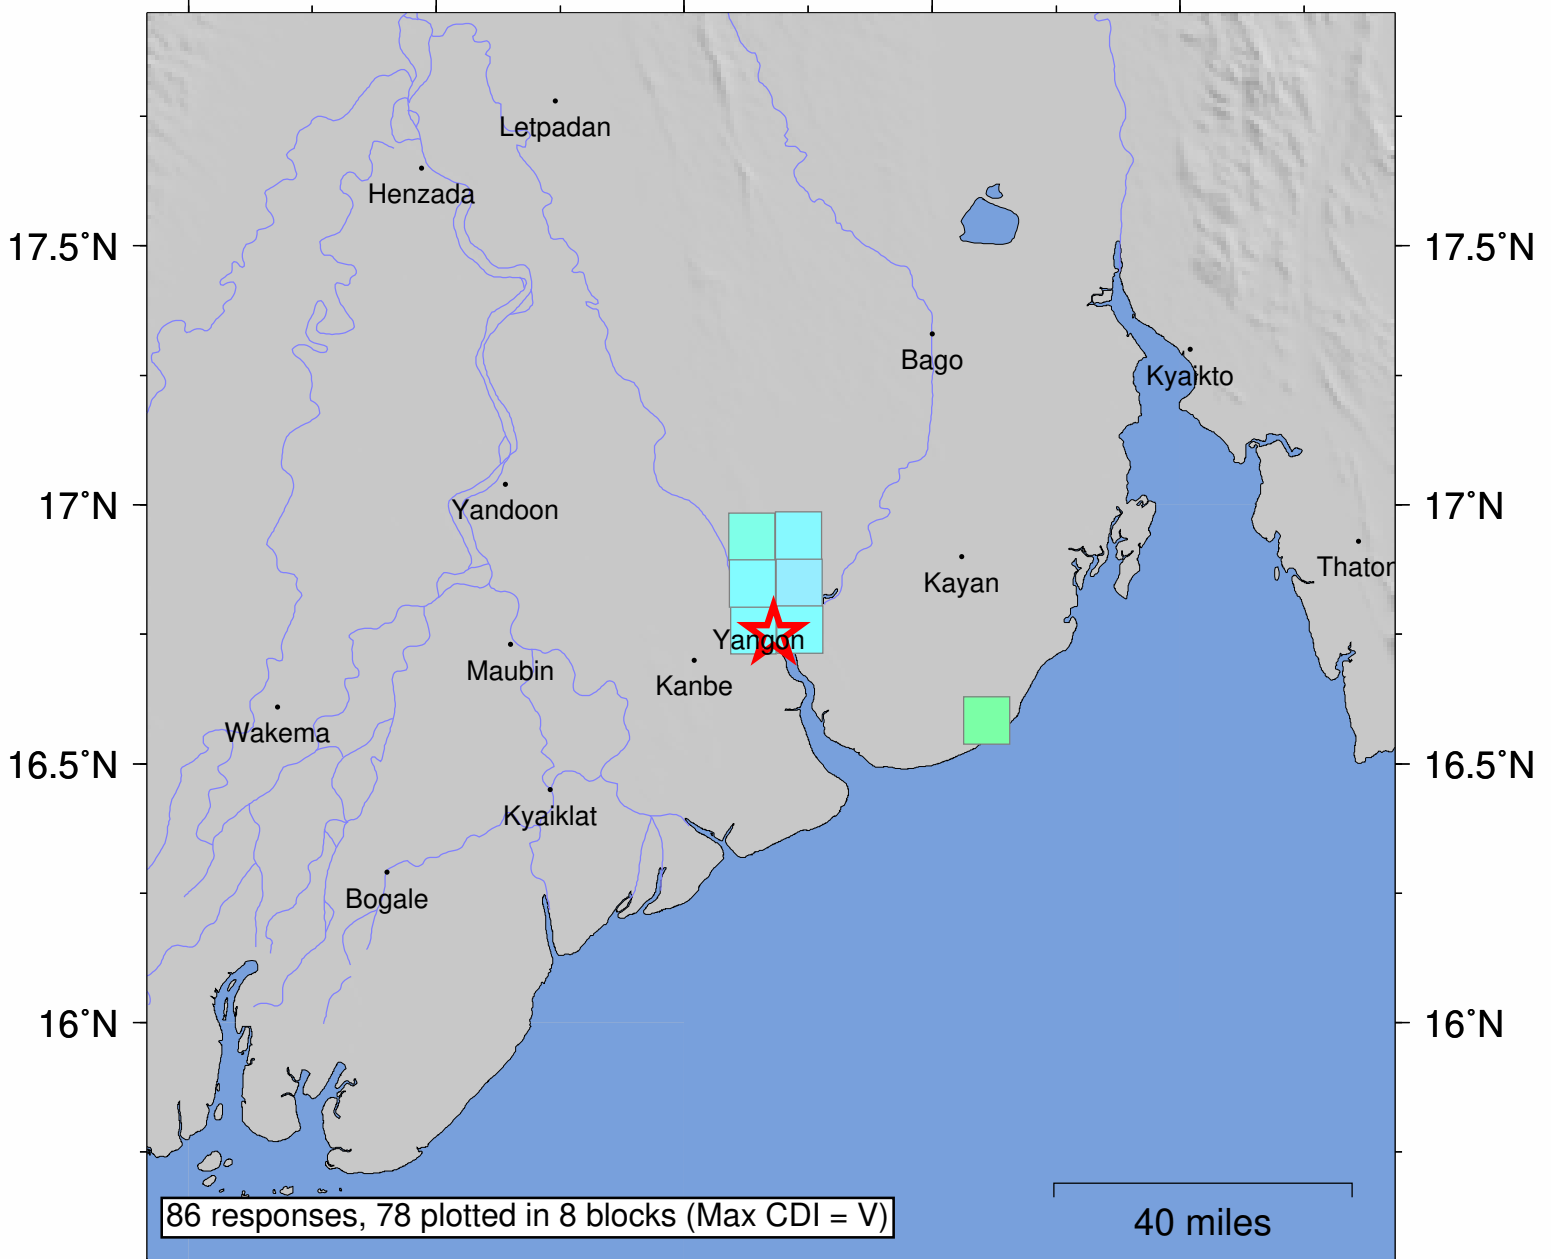 Letpadan
Henzada
17.5°N
17.5°N
Bago
Kyaikto
17°N
Yandoon
17°N
Thator
Kayan
Yangon
Maubin
Kanbe
Wakema
16.5°N
16.5°N
Kyaiklat
Bogale
16°N
16°N
86 responses, 78 plotted in 8 blocks (Max CDI = V)
40 miles